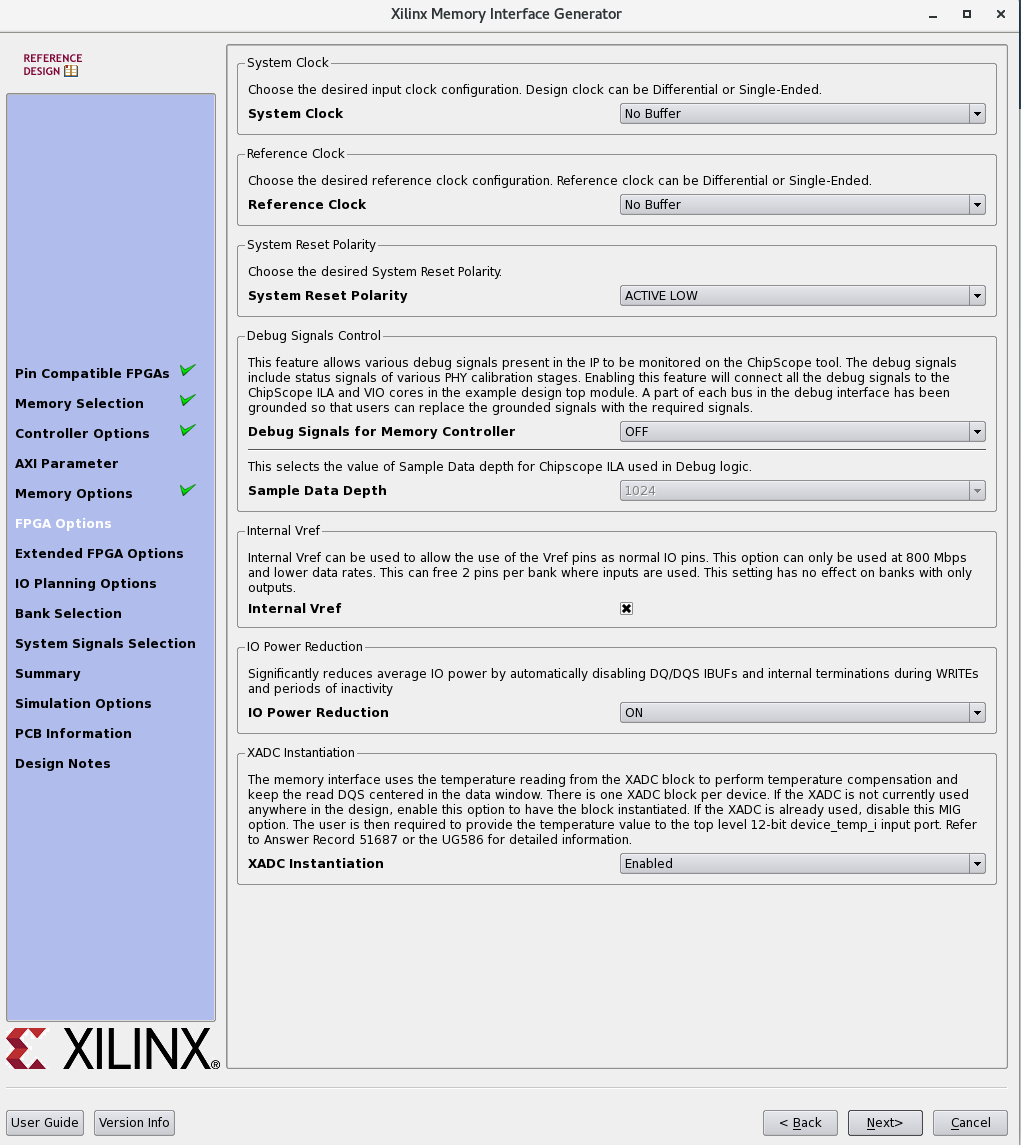 Xilinx Memory Interface Generator
REFERENCE
DESIGN
Pin Compatible FPGAs
Memory Selection
Controller Options
AXI Parameter
Memory Options
FPGA Options
Extended FPGA Options
IO Planning Options
Bank Selection
System Signals Selection
Summary
Simulation Options
PCB Information
Design Notes
XILINX®
System Clock
Choose the desired input clock configuration. Design clock can be Differential or Single-Ended.
System Clock No Buffer
Reference Clock
Choose the desired reference clock configuration. Reference clock can be Differential or Single-Ended.
Reference Clock No Buffer
System Reset Polarity
Choose the desired System Reset Polarity.
System Reset Polarity ACTIVE LOW
Debug Signals Control
This feature allows various debug signals present in the IP to be monitored on the ChipScope tool. The debug signals
include status signals of various PHY calibration stages. Enabling this feature will connect all the debug signals to the
ChipScope ILA and VIO cores in the example design top module. A part of each bus in the debug interface has been
grounded so that users can replace the grounded signals with the required signals.
Debug Signals for Memory Controller OFF
This selects the value of Sample Data depth for Chipscope ILA used in Debug logic.
Sample Data Depth 1024
Internal Vref
Internal Vref can be used to allow the use of the Vref pins as normal IO pins. This option can only be used at 800 Mbps
and lower data rates. This can free 2 pins per bank where inputs are used. This setting has no effect on banks with only
outputs.
Internal Vref
IO Power Reduction
Significantly reduces average IO power by automatically disabling DQ/DQS IBUFs and internal terminations during WRITEs
and periods of inactivity
IO Power Reduction ON
XADC Instantiation
The memory interface uses the temperature reading from the XADC block to perform temperature compensation and
keep the read DQS centered in the data window. There is one XADC block per device. If the XADC is not currently used
anywhere in the design, enable this option to have the block instantiated. If the XADC is already used, disable this MIG
option. The user is then required to provide the temperature value to the top level 12-bit device_temp_i input port. Refer
to Answer Record 51687 or the UG586 for detailed information.
XADC Instantiation Enabled
User Guide Version Info < Back Next> Cancel